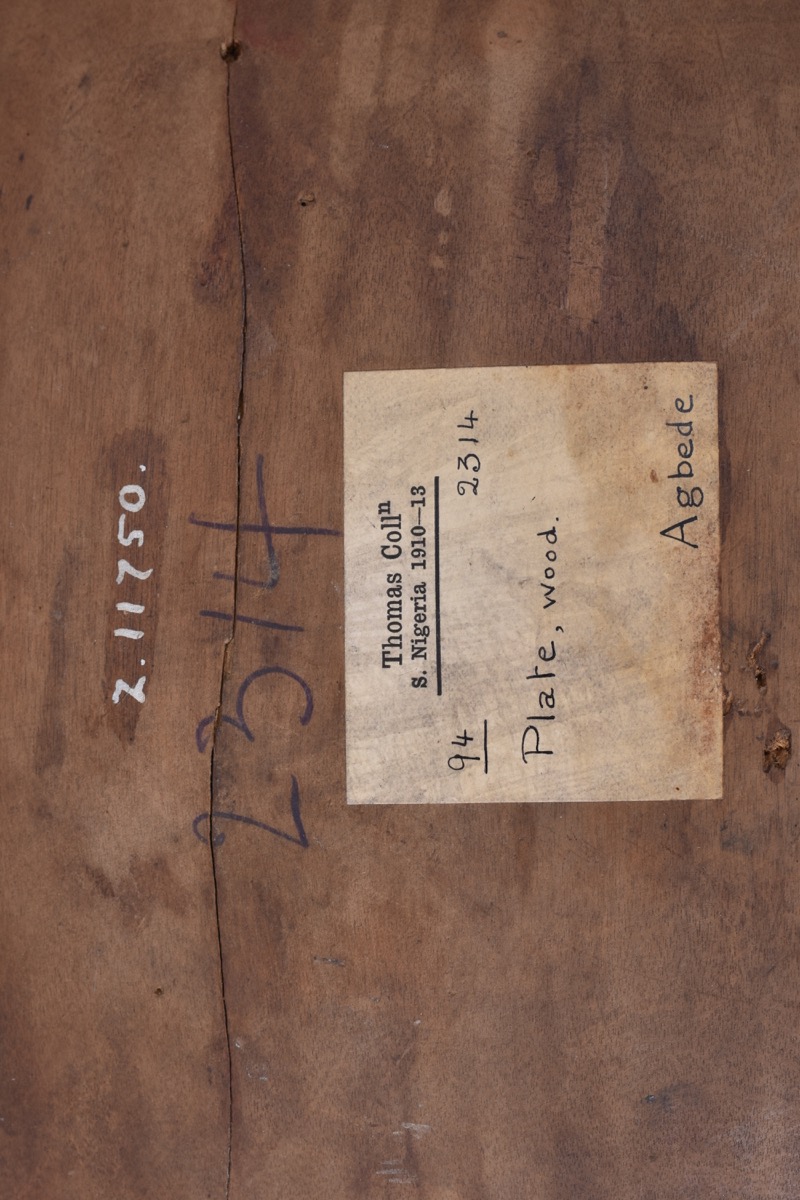 Z.11750.
2314
Thomas Collⁿ
S. Nigeria 1910–13
94 2314
Plate, wood.
Agbede